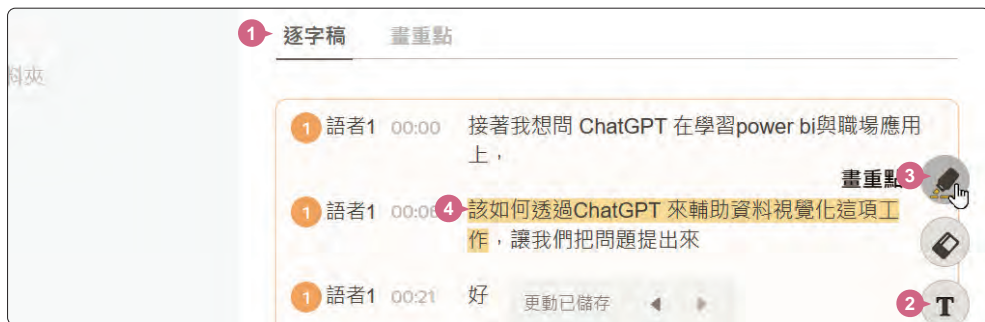 1 逐字稿 畫重點
料夾
1 語者1 00:00 接著我想問 ChatGPT 在學習power bi與職場應用
上，
畫重點 3
1 語者1 00:06 4 該如何透過ChatGPT 來輔助資料視覺化這項工
作，讓我們把問題提出來
1 語者1 00:21 好
更動已儲存
2 T